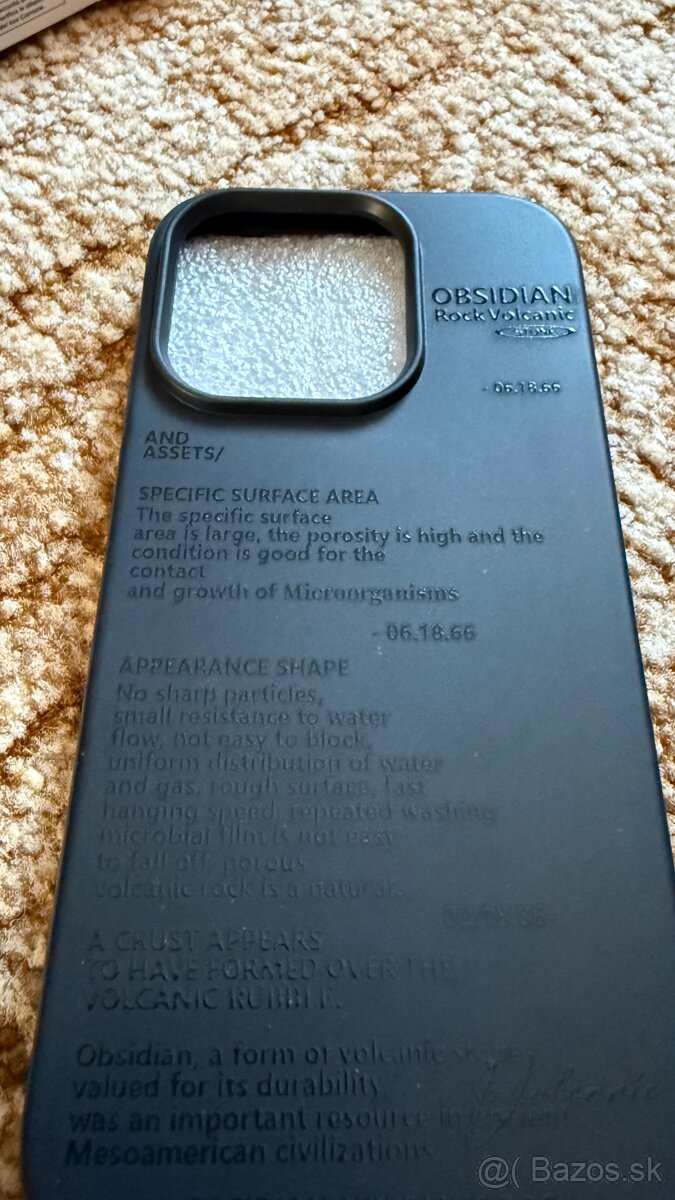 OBSIDIAN
Rock Volcanic
STONE
- 06.18.66
AND
ASSETS/
SPECIFIC SURFACE AREA
The specific surface
area is large, the porosity is high and the
condition is good for the
contact
and growth of Microorganisms
- 06.18.66
APPEARANCE SHAPE
No sharp particles,
small resistance to water
flow, not easy to block,
uniform distribution of water
and gas, rough surface, fast
hanging speed, repeated washing
microbial film is not easy
to fall off, porous
volcanic rock is a natural
A CRUST APPEARS
TO HAVE FORMED OVER THE
VOLCANIC RUBBLE.
Obsidian, a form of volcanic
valued for its durability
was an important resource in
Mesoamerican civilizations
@( Bazos.sk